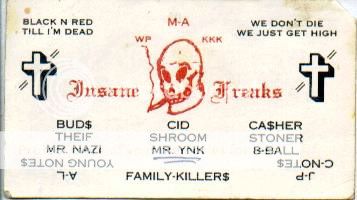 M-A
BLACK N RED
TILL I'M DEAD
WP
KKK
WE DON'T DIE
WE JUST GET HIGH
Insane Freaks
BUD$
CID
CA$HER
THEIF
SHROOM
STONER
MR. NAZI
MR. YNK
8-BALL
YOUNG NOTE$
C-NOTE$
A-L
FAMILY-KILLER$
J-P